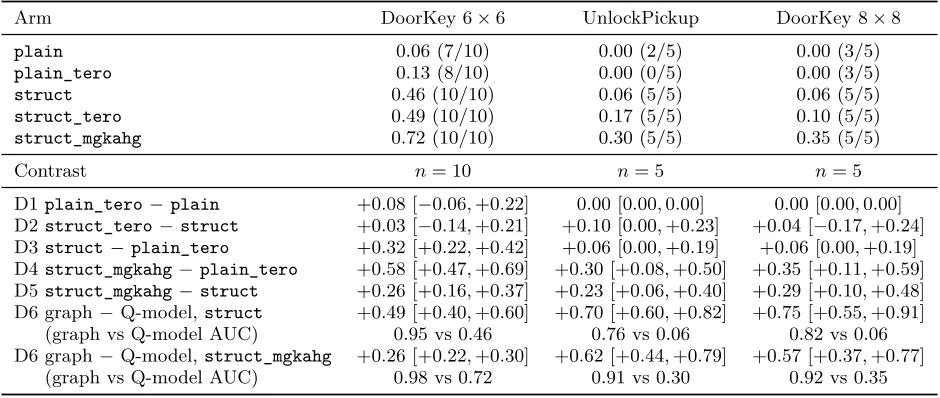 Arm DoorKey 6 × 6 UnlockPickup DoorKey 8 × 8
plain 0.06 (7/10) 0.00 (2/5) 0.00 (3/5)
plain_tero 0.13 (8/10) 0.00 (0/5) 0.00 (3/5)
struct 0.46 (10/10) 0.06 (5/5) 0.06 (5/5)
struct_tero 0.49 (10/10) 0.17 (5/5) 0.10 (5/5)
struct_mgkahg 0.72 (10/10) 0.30 (5/5) 0.35 (5/5)
Contrast n = 10 n = 5 n = 5
D1 plain_tero − plain +0.08 [−0.06, +0.22] 0.00 [0.00, 0.00] 0.00 [0.00, 0.00]
D2 struct_tero − struct +0.03 [−0.14, +0.21] +0.10 [0.00, +0.23] +0.04 [−0.17, +0.24]
D3 struct − plain_tero +0.32 [+0.22, +0.42] +0.06 [0.00, +0.19] +0.06 [0.00, +0.19]
D4 struct_mgkahg − plain_tero +0.58 [+0.47, +0.69] +0.30 [+0.08, +0.50] +0.35 [+0.11, +0.59]
D5 struct_mgkahg − struct +0.26 [+0.16, +0.37] +0.23 [+0.06, +0.40] +0.29 [+0.10, +0.48]
D6 graph − Q-model, struct +0.49 [+0.40, +0.60] +0.70 [+0.60, +0.82] +0.75 [+0.55, +0.91]
(graph vs Q-model AUC) 0.95 vs 0.46 0.76 vs 0.06 0.82 vs 0.06
D6 graph − Q-model, struct_mgkahg +0.26 [+0.22, +0.30] +0.62 [+0.44, +0.79] +0.57 [+0.37, +0.77]
(graph vs Q-model AUC) 0.98 vs 0.72 0.91 vs 0.30 0.92 vs 0.35